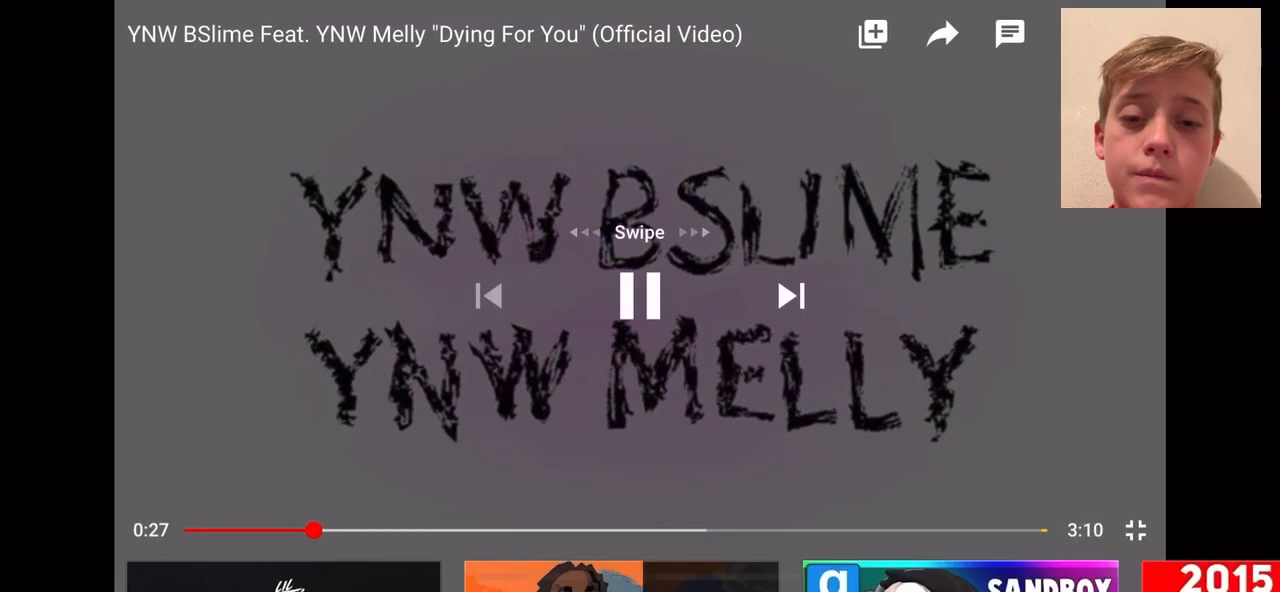 YNW BSlime Feat. YNW Melly "Dying For You" (Official Video)
YNW BSLIME
Swipe
YNW MELLY
0:27
3:10
LIL
SANDBOX
2015